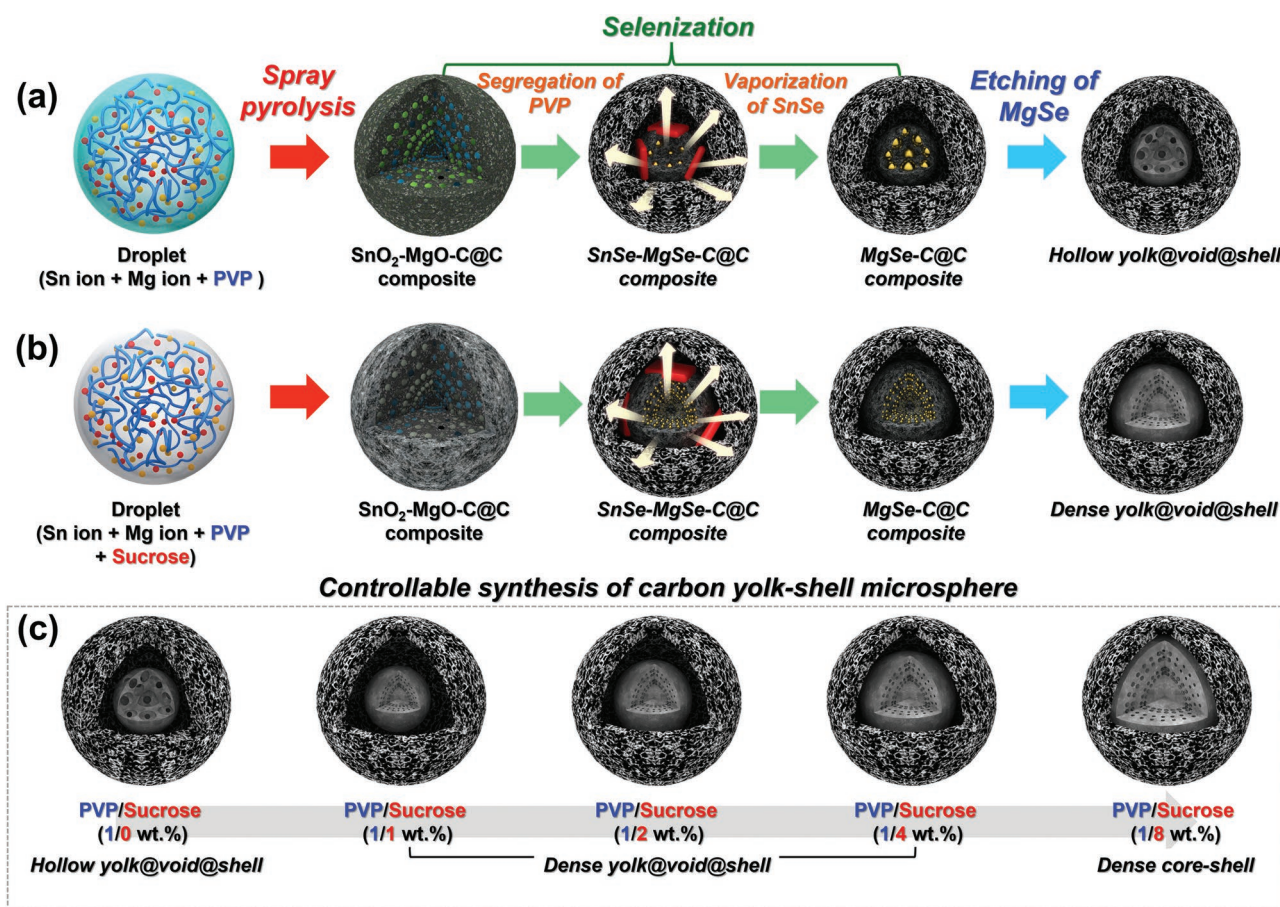 Selenization
(a)
Spray
pyrolysis
Segregation of
PVP
Vaporization
of SnSe
Etching of
MgSe
Droplet
(Sn ion + Mg ion + PVP )
SnO₂-MgO-C@C
composite
SnSe-MgSe-C@C
composite
MgSe-C@C
composite
Hollow yolk@void@shell
(b)
Droplet
(Sn ion + Mg ion + PVP
+ Sucrose)
SnO₂-MgO-C@C
composite
SnSe-MgSe-C@C
composite
MgSe-C@C
composite
Dense yolk@void@shell
Controllable synthesis of carbon yolk-shell microsphere
(c)
PVP/Sucrose
(1/0 wt.%)
PVP/Sucrose
(1/1 wt.%)
PVP/Sucrose
(1/2 wt.%)
PVP/Sucrose
(1/4 wt.%)
PVP/Sucrose
(1/8 wt.%)
Hollow yolk@void@shell
Dense yolk@void@shell
Dense core-shell